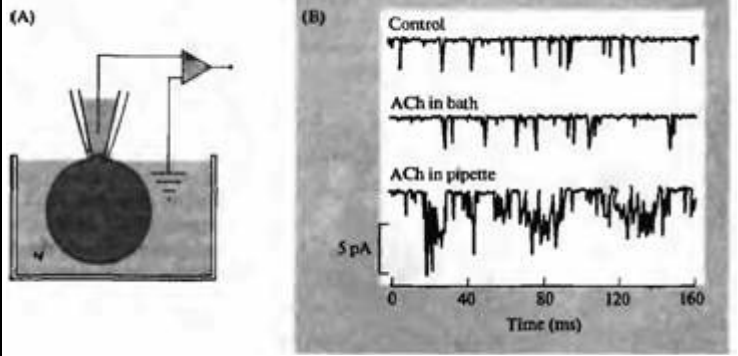 (A)
(B)
Control
ACh in bath
ACh in pipette
5 pA
0 40 80 120 160
Time (ms)